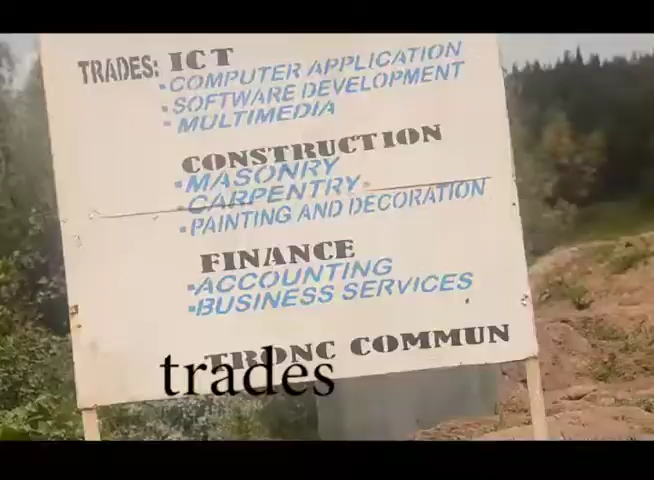 TRADES: ICT
• COMPUTER APPLICATION
• SOFTWARE DEVELOPMENT
• MULTIMEDIA
CONSTRUCTION
• MASONRY
• CARPENTRY
• PAINTING AND DECORATION
FINANCE
• ACCOUNTING
• BUSINESS SERVICES
TRONC COMMUN
trades